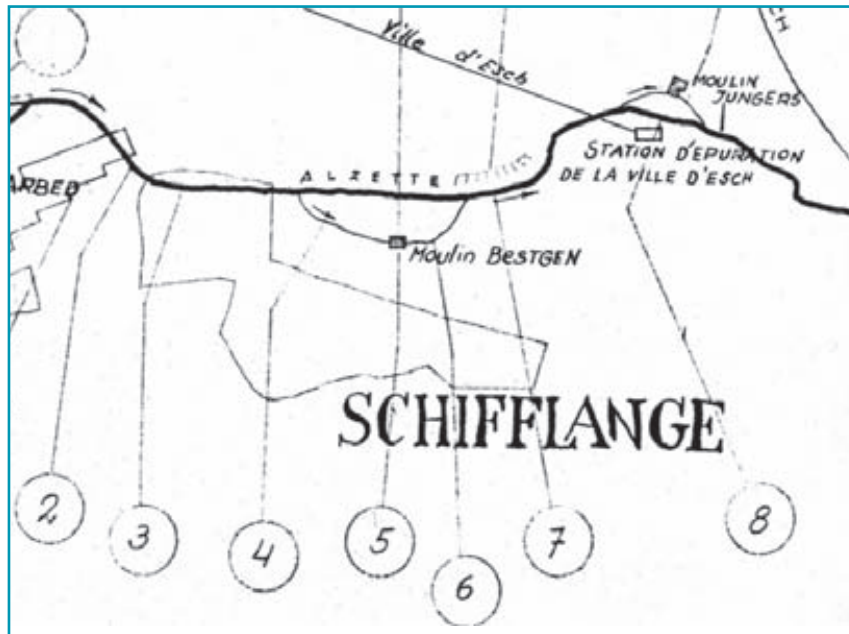 Ville d'Esch
CH
MOULIN
JUNGERS
STATION D'EPURATION
DE LA VILLE D'ESCH
ARBED
ALZETTE
Moulin BESTGEN
SCHIFFLANGE
2
3
4
5
6
7
8